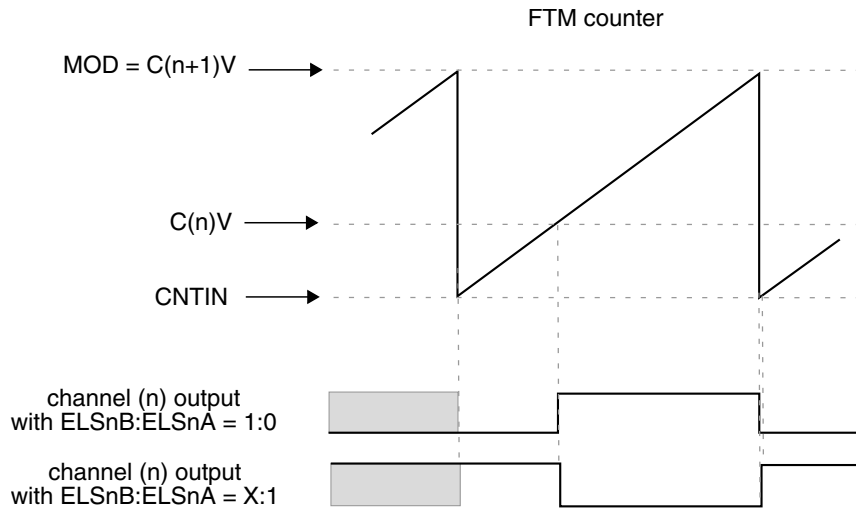 FTM counter
MOD = C(n+1)V
C(n)V
CNTIN
channel (n) output
with ELSnB:ELSnA = 1:0
channel (n) output
with ELSnB:ELSnA = X:1